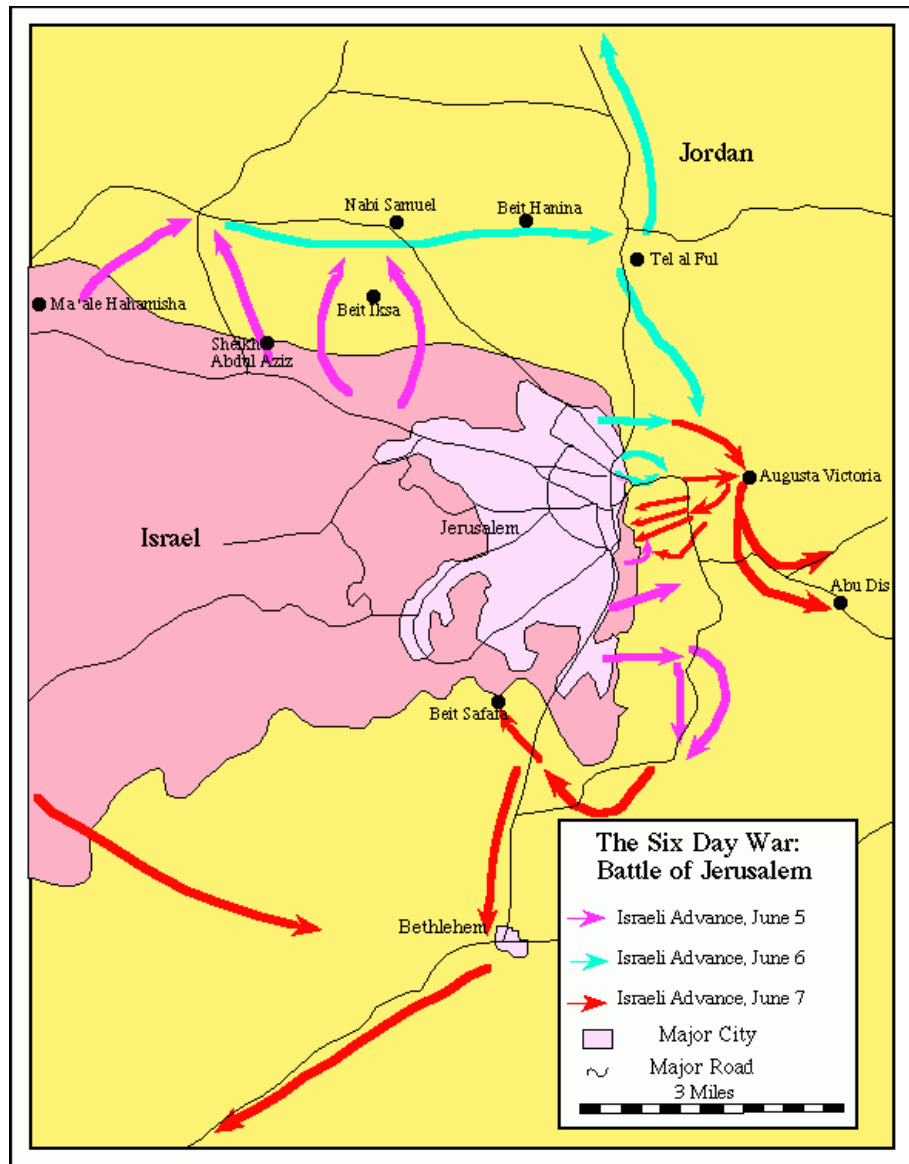 Jordan
Nabi Samuel
Beit Hanina
Tel al Ful
Ma'ale Hahamisha
Beit Iksa
Sheikh
Abdul Aziz
Augusta Victoria
Jerusalem
Israel
Abu Dis
Beit Safafa
Bethlehem
The Six Day War:
Battle of Jerusalem
Israeli Advance, June 5
Israeli Advance, June 6
Israeli Advance, June 7
Major City
Major Road
3 Miles